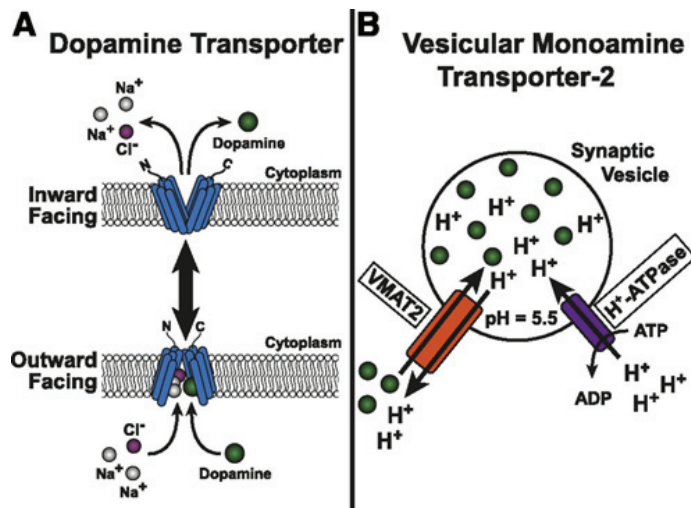 A Dopamine Transporter
Na⁺
Na⁺
Cl⁻
Dopamine
N
C
Cytoplasm
Inward
Facing
N
C
Cytoplasm
Outward
Facing
Cl⁻
Na⁺
Na⁺
Dopamine
B Vesicular Monoamine
Transporter-2
Synaptic
Vesicle
H⁺
H⁺
H⁺
H⁺
H⁺
H⁺
VMAT2
pH = 5.5
H⁺-ATPase
ATP
ADP
H⁺
H⁺
H⁺
H⁺
H⁺